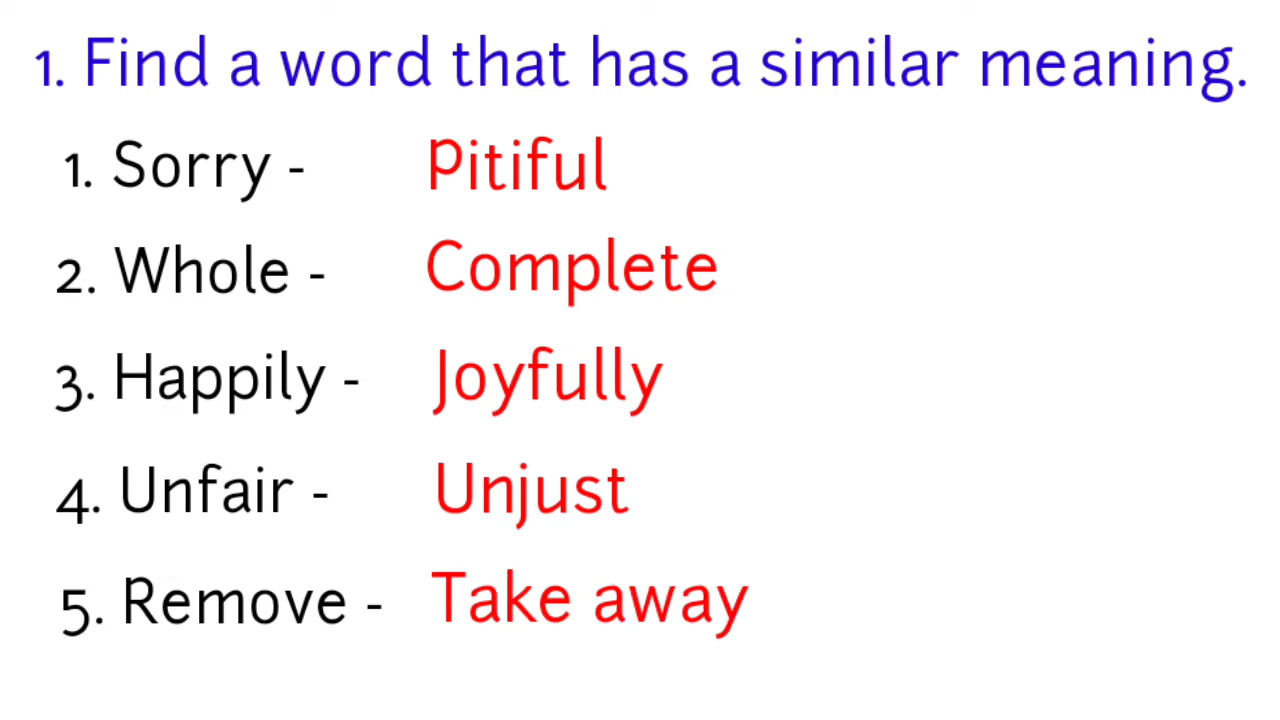 1. Find a word that has a similar meaning.
1. Sorry - Pitiful
2. Whole - Complete
3. Happily - Joyfully
4. Unfair - Unjust
5. Remove - Take away